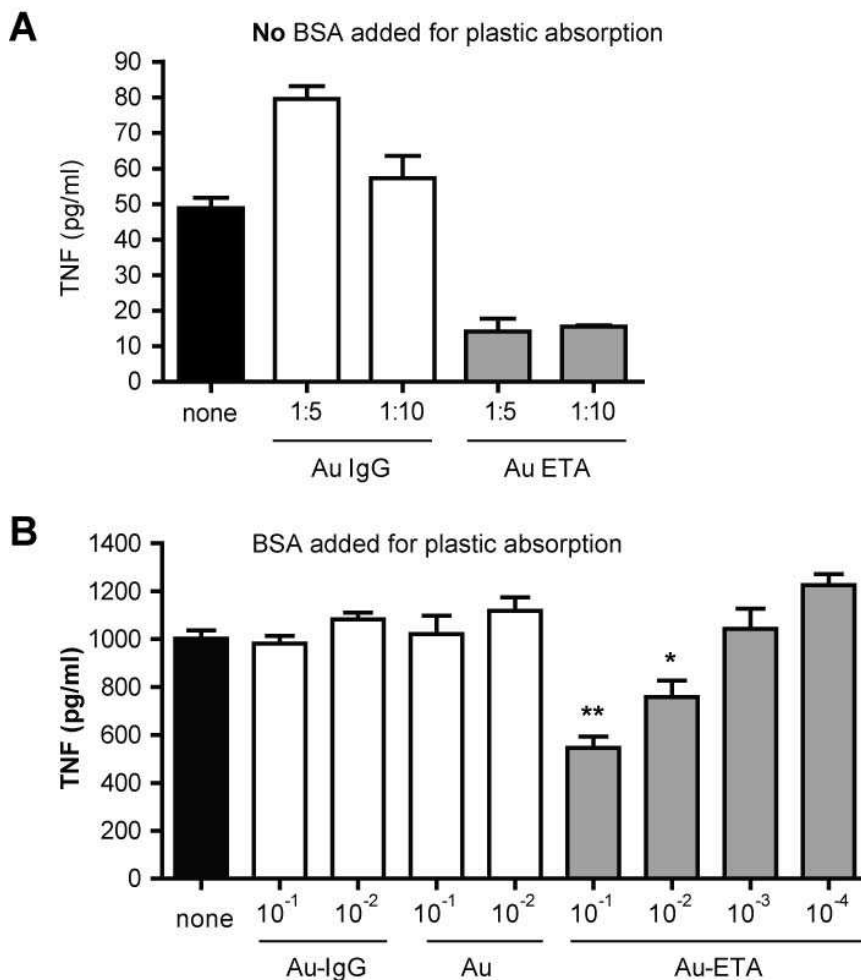 A
No BSA added for plastic absorption
TNF (pg/ml)
90
80
70
60
50
40
30
20
10
0
none 1:5 1:10 1:5 1:10
Au IgG Au ETA
B
BSA added for plastic absorption
TNF (pg/ml)
1400
1200
1000
800
600
400
200
0
** *
none 10⁻¹ 10⁻² 10⁻¹ 10⁻² 10⁻¹ 10⁻² 10⁻³ 10⁻⁴
Au-IgG Au Au-ETA